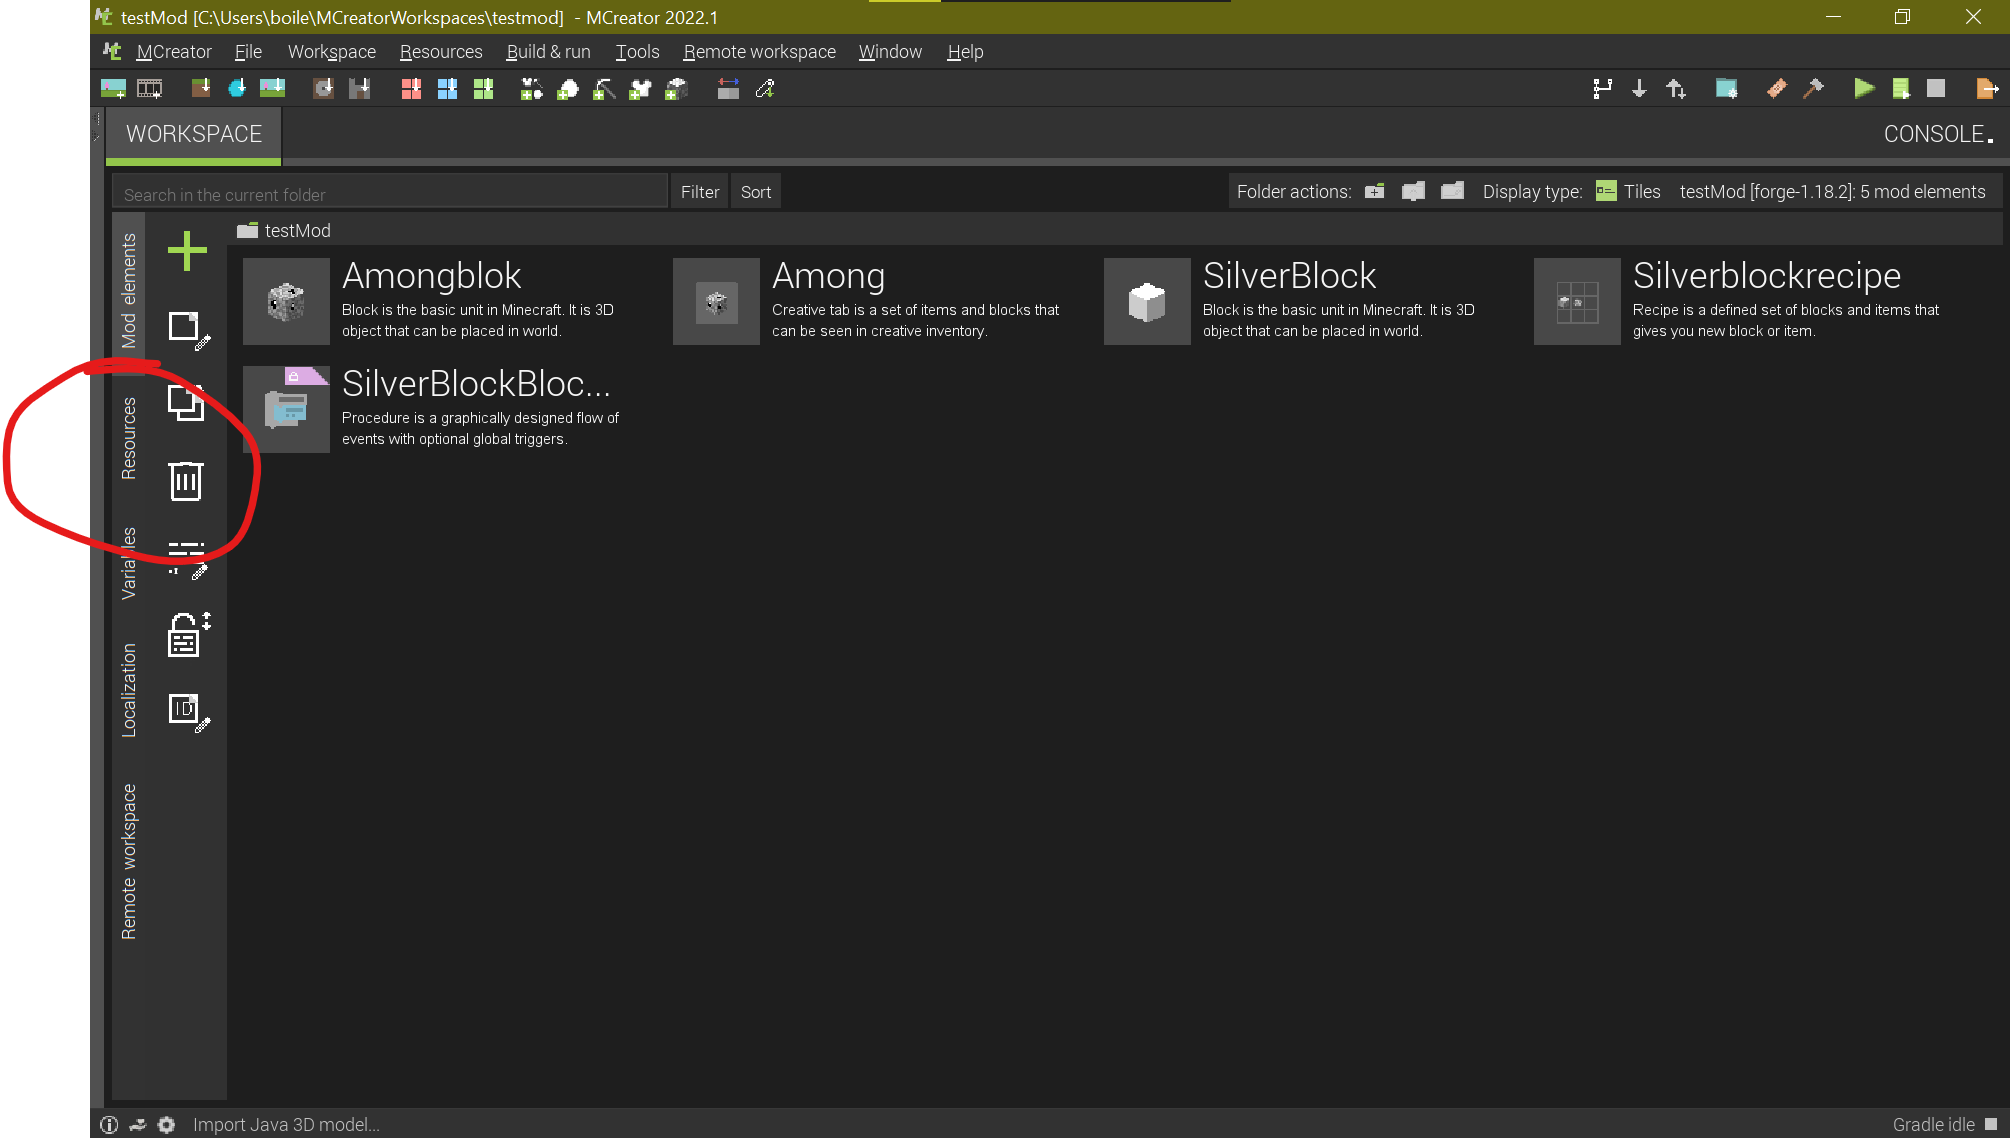 testMod [C:\Users\boile\MCreatorWorkspaces\testmod] - MCreator 2022.1
MCreator File Workspace Resources Build & run Tools Remote workspace Window Help
WORKSPACE
CONSOLE
Search in the current folder
Filter
Sort
Folder actions:
Display type:
Tiles
testMod [forge-1.18.2]: 5 mod elements
testMod
Mod elements
Resources
Variables
Localization
Remote workspace
ID
Amongblok
Block is the basic unit in Minecraft. It is 3D
object that can be placed in world.
Among
Creative tab is a set of items and blocks that
can be seen in creative inventory.
SilverBlock
Block is the basic unit in Minecraft. It is 3D
object that can be placed in world.
Silverblockrecipe
Recipe is a defined set of blocks and items that
gives you new block or item.
SilverBlockBloc...
Procedure is a graphically designed flow of
events with optional global triggers.
Import Java 3D model...
Gradle idle